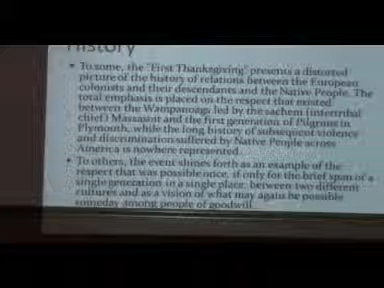 History
• To some, the "First Thanksgiving" presents a distorted
picture of the history of relations between the European
colonists and their descendants and the Native People. The
total emphasis is placed on the respect that existed
between the Wampanoags led by the sachem (intertribal
chief) Massasoit and the first generation of Pilgrims in
Plymouth, while the long history of subsequent violence
and discrimination suffered by Native People across
America is nowhere represented.
• To others, the event shines forth as an example of the
respect that was possible once, if only for the brief span of a
single generation in a single place, between two different
cultures and as a vision of what may again be possible
someday among people of goodwill.